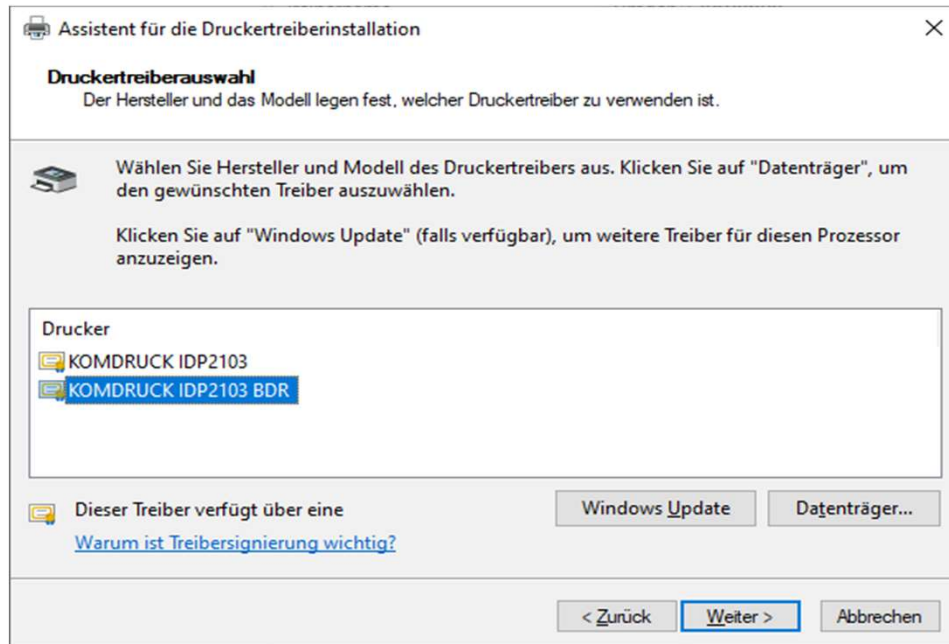 Assistent für die Druckertreiberinstallation
Druckertreiberauswahl
Der Hersteller und das Modell legen fest, welcher Druckertreiber zu verwenden ist.
Wählen Sie Hersteller und Modell des Druckertreibers aus. Klicken Sie auf "Datenträger", um
den gewünschten Treiber auszuwählen.
Klicken Sie auf "Windows Update" (falls verfügbar), um weitere Treiber für diesen Prozessor
anzuzeigen.
Drucker
KOMDRUCK IDP2103
KOMDRUCK IDP2103 BDR
Dieser Treiber verfügt über eine
Windows Update
Datenträger...
Warum ist Treibersignierung wichtig?
< Zurück
Weiter >
Abbrechen